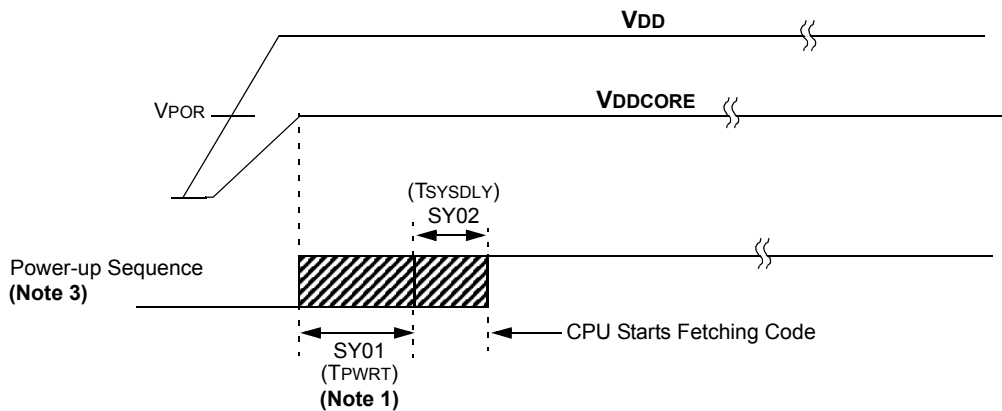 VDD
VPOR
VDDCORE
(TSYSDLY)
SY02
Power-up Sequence
(Note 3)
CPU Starts Fetching Code
SY01
(TPWRT)
(Note 1)